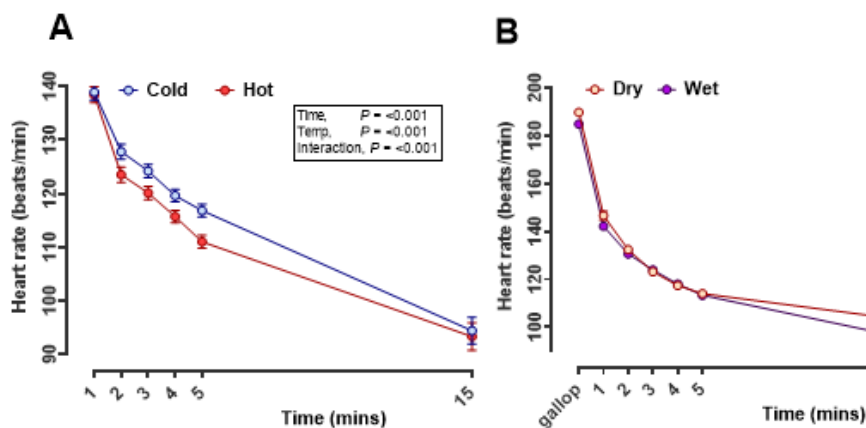 A
Cold Hot
Time, P = <0.001
Temp, P = <0.001
Interaction, P = <0.001
Heart rate (beats/min)
140
130
120
110
100
90
1 2 3 4 5 15
Time (mins)
B
Dry Wet
Heart rate (beats/min)
200
180
160
140
120
100
gallop 1 2 3 4 5
Time (mins)